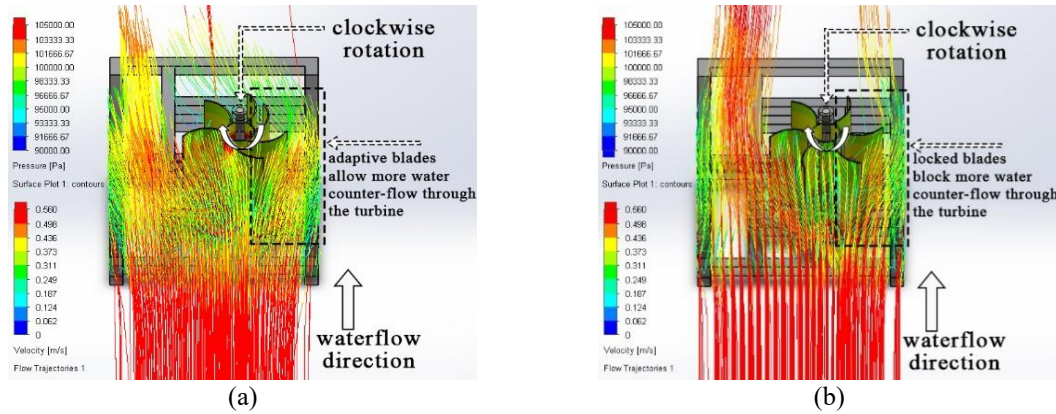 105000.00
103333.33
101666.67
100000.00
98333.33
96666.67
95000.00
93333.33
91666.67
90000.00
Pressure [Pa]
Surface Plot 1: contours
0.560
0.498
0.436
0.373
0.311
0.249
0.187
0.124
0.062
0
Velocity [m/s]
Flow Trajectories 1
clockwise
rotation
adaptive blades
allow more water
counter-flow through
the turbine
waterflow
direction
(a)
105000.00
103333.33
101666.67
100000.00
98333.33
96666.67
95000.00
93333.33
91666.67
90000.00
Pressure [Pa]
Surface Plot 1: contours
0.560
0.498
0.436
0.373
0.311
0.249
0.187
0.124
0.062
0
Velocity [m/s]
Flow Trajectories 1
clockwise
rotation
locked blades
block more water
counter-flow through
the turbine
waterflow
direction
(b)